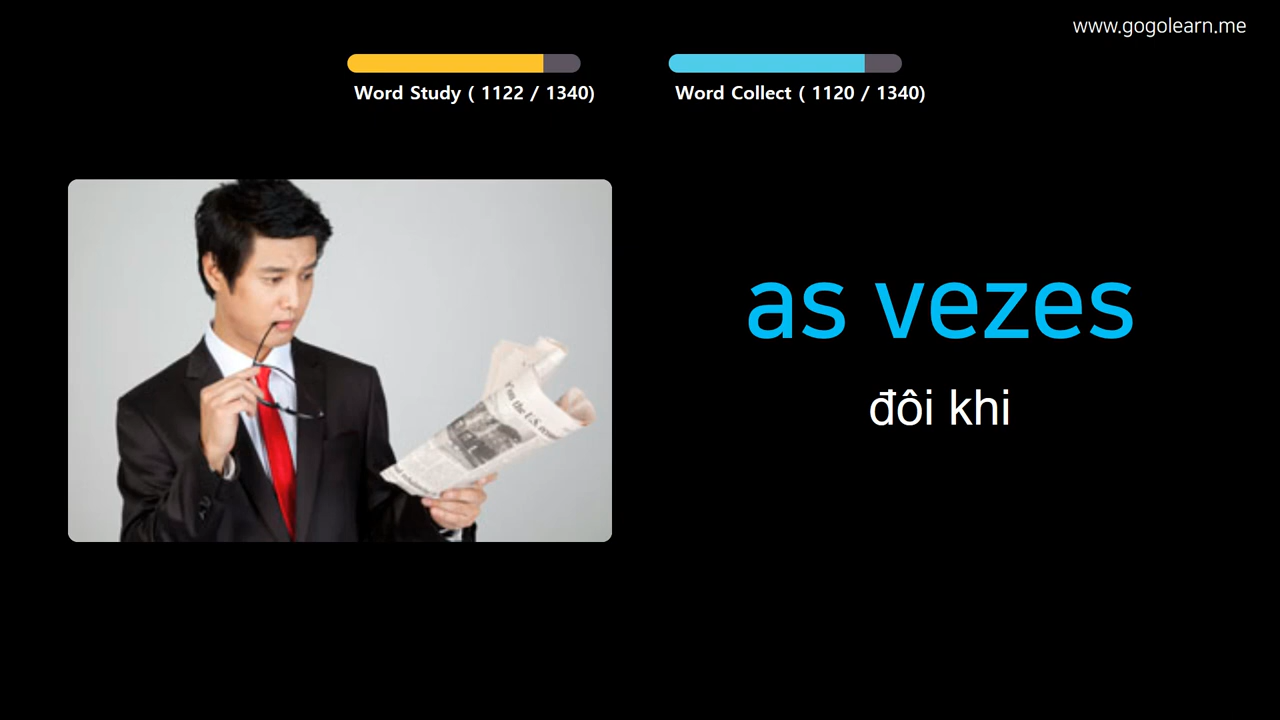 www.gogolearn.me
Word Study ( 1122 / 1340)
Word Collect ( 1120 / 1340)
as vezes
đôi khi